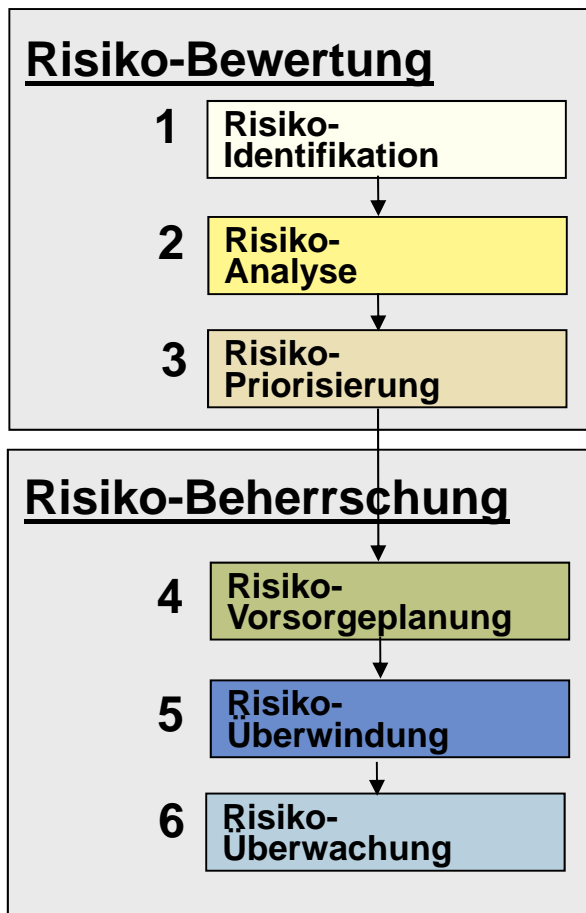 Risiko-Bewertung
1
Risiko-
Identifikation
2
Risiko-
Analyse
3
Risiko-
Priorisierung
Risiko-Beherrschung
4
Risiko-
Vorsorgeplanung
5
Risiko-
Überwindung
6
Risiko-
Überwachung